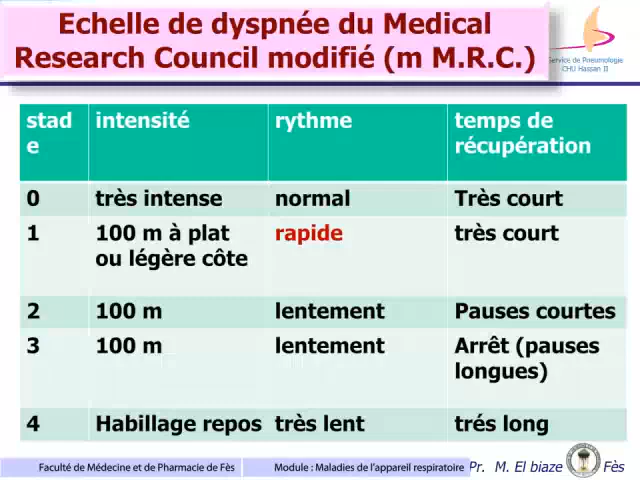 Echelle de dyspnée du Medical
Research Council modifié (m M.R.C.)
Service de Pneumologie
CHU Hassan II
stad
e
intensité
rythme
temps de
récupération
0 très intense normal Très court
1 100 m à plat
ou légère côte
rapide
très court
2 100 m lentement Pauses courtes
3 100 m lentement Arrêt (pauses
longues)
4 Habillage repos très lent trés long
Faculté de Médecine et de Pharmacie de Fès Module : Maladies de l'appareil respiratoire Pr. M. El biaze Fès